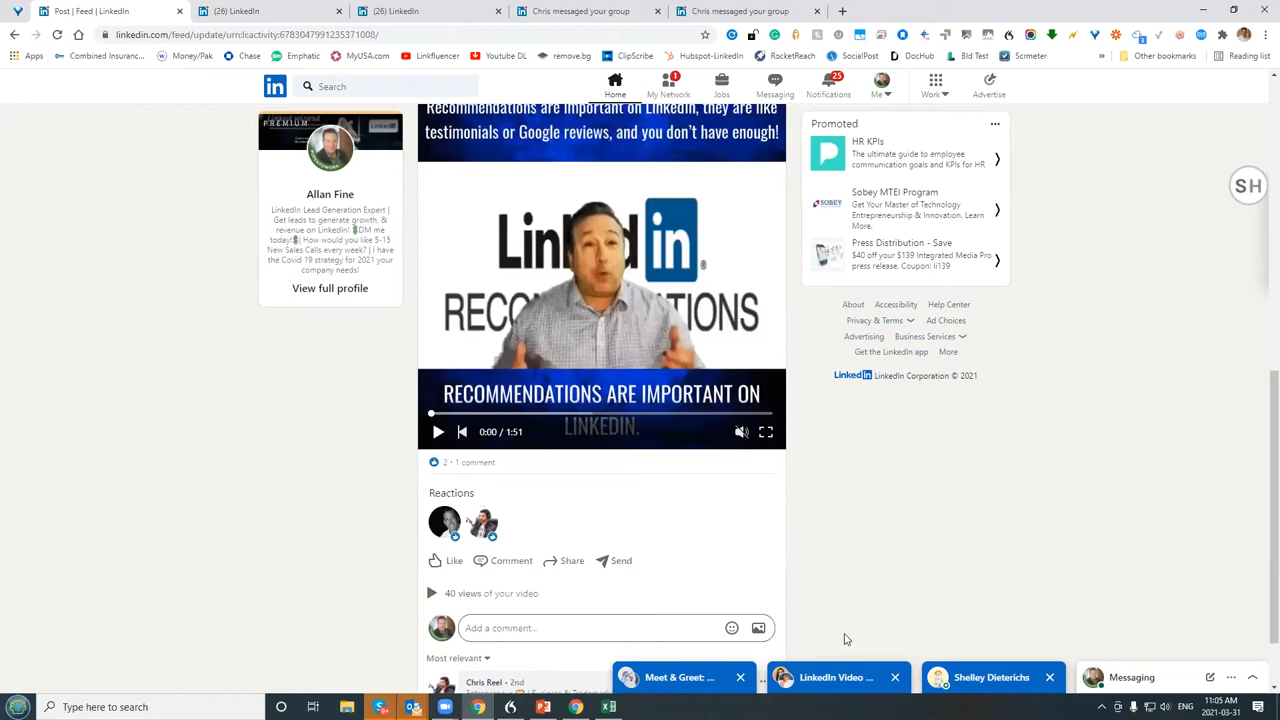 Post | Feed | LinkedIn
(26) LinkedIn
(26) LinkedIn
Chris messaged your group
Chris messaged your group
linkedin.com/feed/update/urn:li:activity:6783047991235371008/
Apps
Combined Insuranc...
Money/Pak
Chase
Emphatic
MyUSA.com
Linkfluencer
Youtube DL
remove.bg
ClipScribe
Hubspot-LinkedIn
RocketReach
SocialPost
DocHub
Bld Test
Scrmeter
»
Other bookmarks
Reading list
in
Search
Home
1
My Network
Jobs
Messaging
25
Notifications
Me
Work
Advertise
PREMIUM
Allan Fine
LinkedIn Lead Generation Expert |
Get leads to generate growth, &
revenue on LinkedIn! 💲DM me
today!💲| How would you like 5-15
New Sales Calls every week? | I have
the Covid 19 strategy for 2021 your
company needs!
View full profile
Recommendations are important on LinkedIn, they are like
testimonials or Google reviews, and you don't have enough!
RECOMMENDATIONS ARE IMPORTANT ON
LINKEDIN.
0:00 / 1:51
2 • 1 comment
Reactions
Like
Comment
Share
Send
40 views of your video
Add a comment...
Most relevant
Chris Reel • 2nd
Promoted
HR KPIs
The ultimate guide to employee
communication goals and KPIs for HR
SOBEY
Sobey MTEI Program
Get Your Master of Technology
Entrepreneurship & Innovation. Learn
More.
Press Distribution - Save
$40 off your $139 Integrated Media Pro
press release. Coupon: li139
About
Accessibility
Help Center
Privacy & Terms
Ad Choices
Advertising
Business Services
Get the LinkedIn app
More
LinkedIn LinkedIn Corporation © 2021
SH
Meet & Greet: ...
LinkedIn Video ...
Shelley Dieterichs
Messaging
Type here to search
11:05 AM
2021-03-31